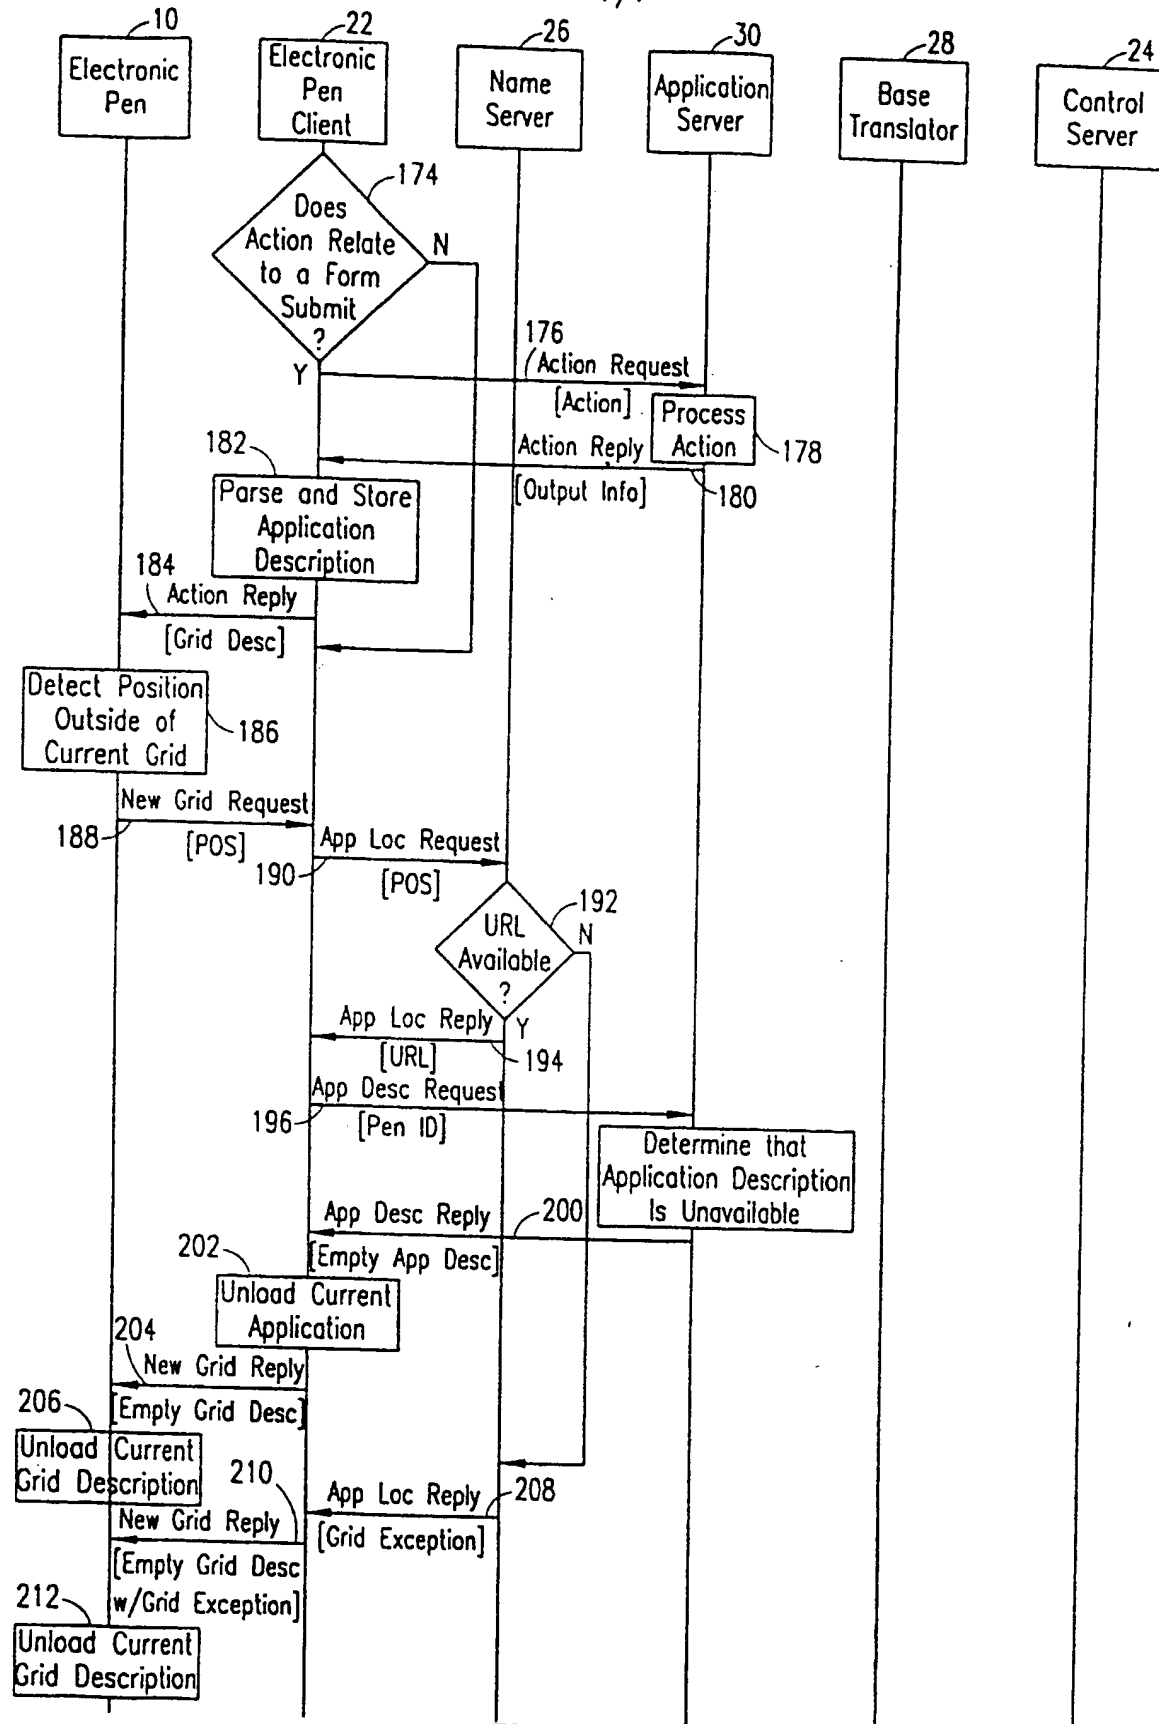 10
22
26
30
28
24
Electronic
Pen
Electronic
Pen
Client
Name
Server
Application
Server
Base
Translator
Control
Server
174
Does
Action Relate
to a Form
Submit
?
N
Y
176
Action Request
[Action]
Process
Action
178
Action Reply
[Output Info]
180
182
Parse and Store
Application
Description
184
Action Reply
[Grid Desc]
Detect Position
Outside of
Current Grid
186
New Grid Request
188
[POS]
App Loc Request
190
[POS]
192
URL
Available
?
N
Y
App Loc Reply
[URL]
194
App Desc Request
196
[Pen ID]
Determine that
Application Description
Is Unavailable
App Desc Reply
200
[Empty App Desc]
202
Unload Current
Application
204
New Grid Reply
[Empty Grid Desc]
206
Unload Current
Grid Description
App Loc Reply
208
[Grid Exception]
210
New Grid Reply
[Empty Grid Desc
w/Grid Exception]
212
Unload Current
Grid Description